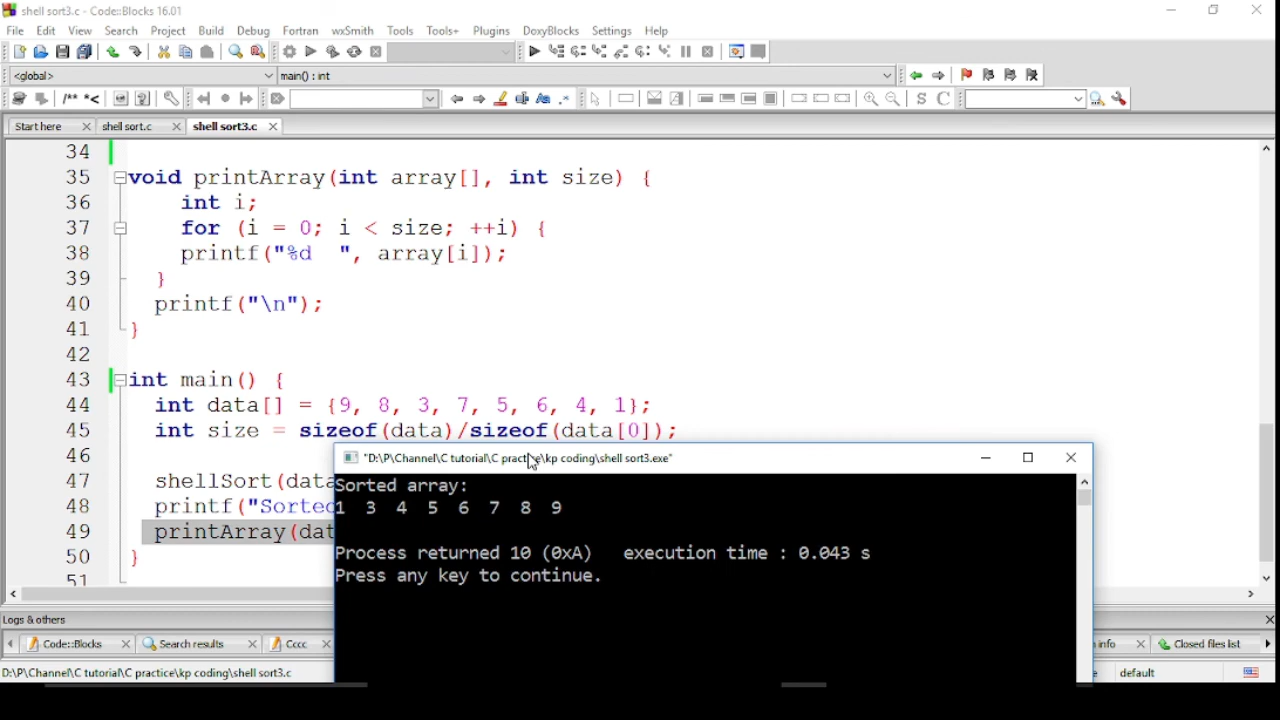 shell sort3.c - Code::Blocks 16.01
File Edit View Search Project Build Debug Fortran wxSmith Tools Tools+ Plugins DoxyBlocks Settings Help
<global> main() : int
/** *< S C
Start here shell sort.c shell sort3.c
34
35 void printArray(int array[], int size) {
36 int i;
37 for (i = 0; i < size; ++i) {
38 printf("%d  ", array[i]);
39 }
40 printf("\n");
41 }
42
43 int main() {
44 int data[] = {9, 8, 3, 7, 5, 6, 4, 1};
45 int size = sizeof(data)/sizeof(data[0]);
46
47 shellSort(data
48 printf("Sorted
49 printArray(dat
50 }
51
"D:\P\Channel\C tutorial\C practice\kp coding\shell sort3.exe"
Sorted array:
1  3  4  5  6  7  8  9
Process returned 10 (0xA)   execution time : 0.043 s
Press any key to continue.
Logs & others
Code::Blocks Search results Cccc info Closed files list
D:\P\Channel\C tutorial\C practice\kp coding\shell sort3.c default